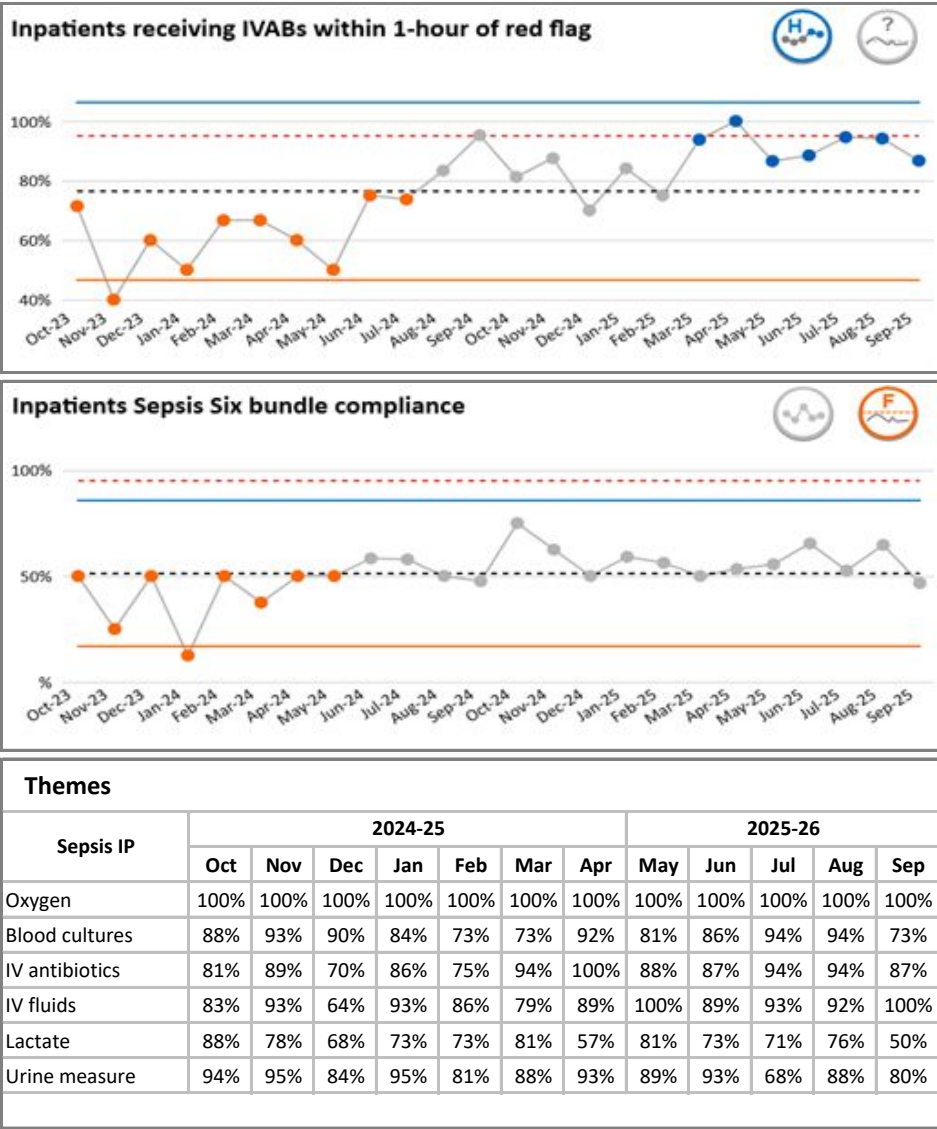 Inpatients receiving IVABs within 1-hour of red flag
H
?
100%
80%
60%
40%
Oct-23 Nov-23 Dec-23 Jan-24 Feb-24 Mar-24 Apr-24 May-24 Jun-24 Jul-24 Aug-24 Sep-24 Oct-24 Nov-24 Dec-24 Jan-25 Feb-25 Mar-25 Apr-25 May-25 Jun-25 Jul-25 Aug-25 Sep-25
Inpatients Sepsis Six bundle compliance
F
100%
50%
%
Oct-23 Nov-23 Dec-23 Jan-24 Feb-24 Mar-24 Apr-24 May-24 Jun-24 Jul-24 Aug-24 Sep-24 Oct-24 Nov-24 Dec-24 Jan-25 Feb-25 Mar-25 Apr-25 May-25 Jun-25 Jul-25 Aug-25 Sep-25
Themes
Sepsis IP 2024-25 2025-26
Oct Nov Dec Jan Feb Mar Apr May Jun Jul Aug Sep
Oxygen 100% 100% 100% 100% 100% 100% 100% 100% 100% 100% 100% 100%
Blood cultures 88% 93% 90% 84% 73% 73% 92% 81% 86% 94% 94% 73%
IV antibiotics 81% 89% 70% 86% 75% 94% 100% 88% 87% 94% 94% 87%
IV fluids 83% 93% 64% 93% 86% 79% 89% 100% 89% 93% 92% 100%
Lactate 88% 78% 68% 73% 73% 81% 57% 81% 73% 71% 76% 50%
Urine measure 94% 95% 84% 95% 81% 88% 93% 89% 93% 68% 88% 80%